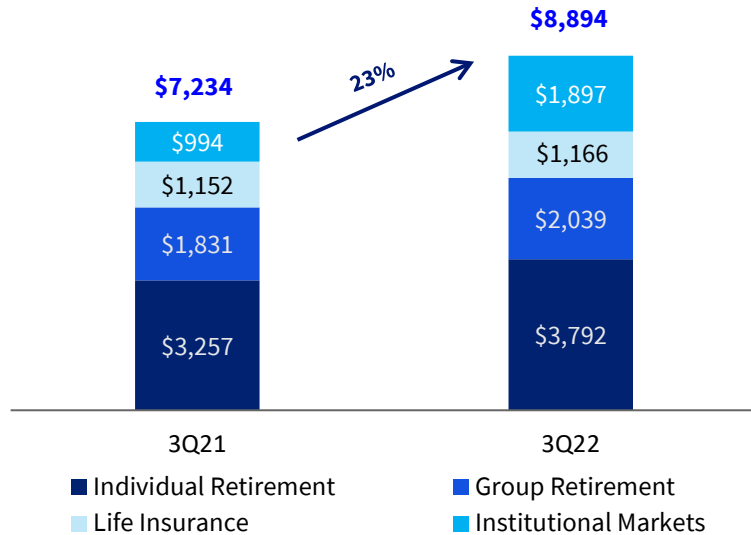 $8,894
$7,234
23%
$994
$1,152
$1,831
$3,257
$1,897
$1,166
$2,039
$3,792
3Q21
3Q22
Individual Retirement
Group Retirement
Life Insurance
Institutional Markets